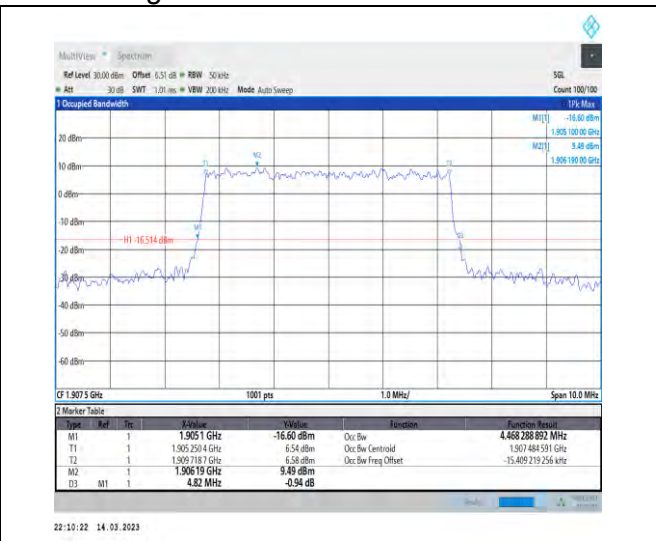 MultiView Spectrum
Ref Level 30.00 dBm Offset 6.51 dB RBW 50 kHz SGL
Att 30 dB SWT 1.01 ms VBW 200 kHz Mode Auto Sweep Count 100/100
1 Occupied Bandwidth 1Pk Max
M1[1] -16.60 dBm
1.905 100 00 GHz
M2[1] 9.49 dBm
1.906 190 00 GHz
20 dBm
M2
T1 T2
10 dBm
0 dBm
-10 dBm
M1
H1 -16.514 dBm
D3
-20 dBm
-30 dBm
-40 dBm
-50 dBm
-60 dBm
CF 1.907 5 GHz 1001 pts 1.0 MHz/ Span 10.0 MHz
2 Marker Table
Type Ref Trc X-Value Y-Value Function Function Result
M1 1 1.905 1 GHz -16.60 dBm Occ Bw 4.468 288 892 MHz
T1 1 1.905 250 4 GHz 6.54 dBm Occ Bw Centroid 1.907 484 591 GHz
T2 1 1.909 718 7 GHz 6.58 dBm Occ Bw Freq Offset -15.409 219 256 kHz
M2 1 1.906 19 GHz 9.49 dBm
D3 M1 1 4.82 MHz -0.94 dB
22:10:22 14.03.2023